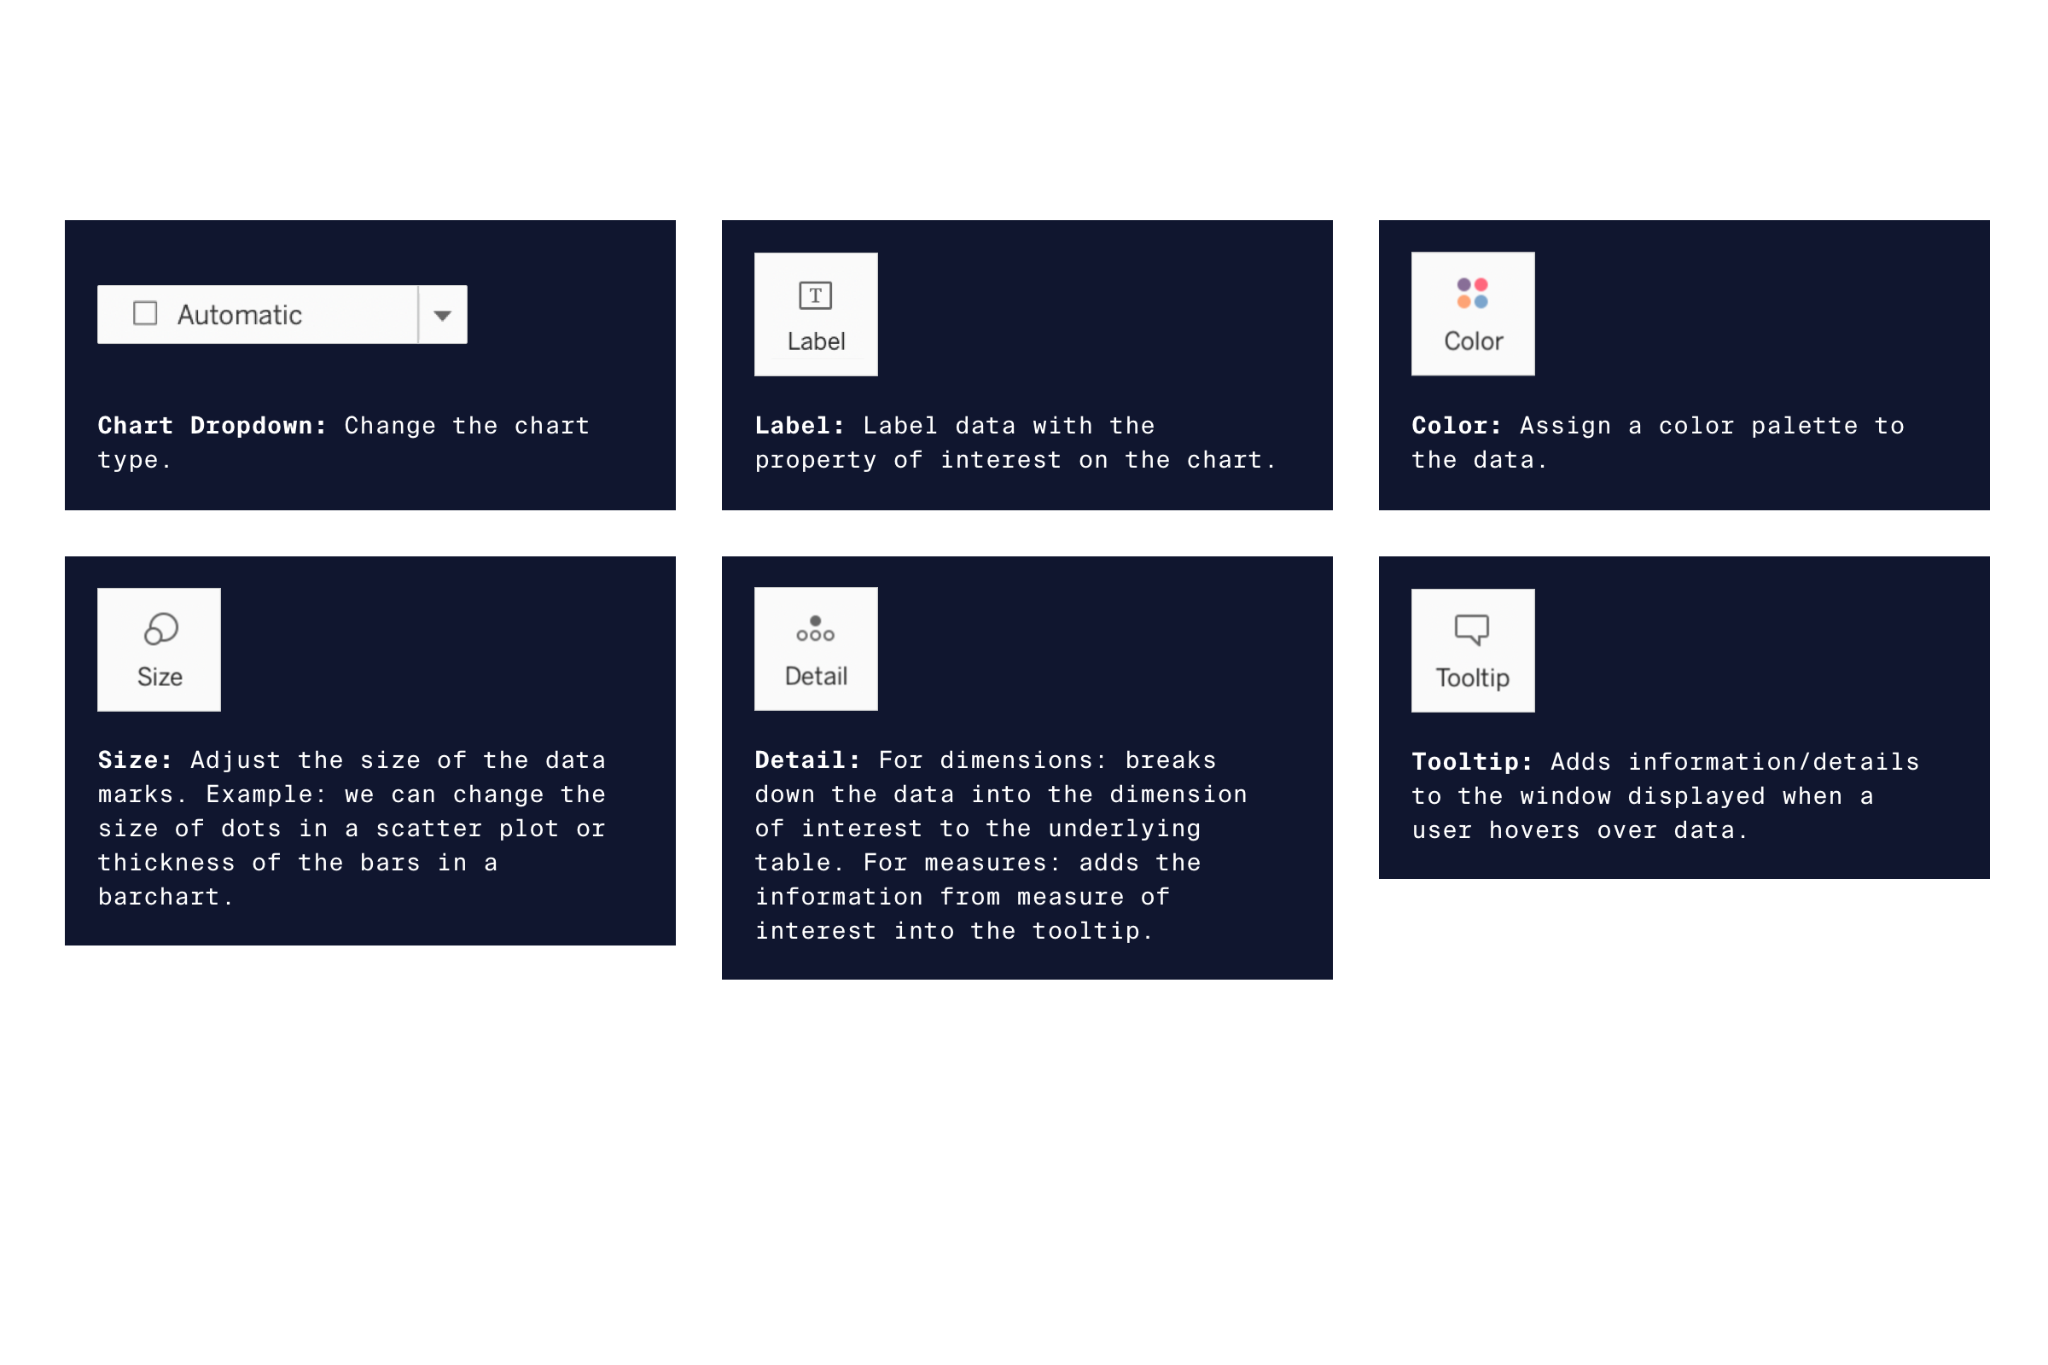 Automatic
Chart Dropdown: Change the chart
type.
T
Label
Label: Label data with the
property of interest on the chart.
Color
Color: Assign a color palette to
the data.
Size
Size: Adjust the size of the data
marks. Example: we can change the
size of dots in a scatter plot or
thickness of the bars in a
barchart.
Detail
Detail: For dimensions: breaks
down the data into the dimension
of interest to the underlying
table. For measures: adds the
information from measure of
interest into the tooltip.
Tooltip
Tooltip: Adds information/details
to the window displayed when a
user hovers over data.